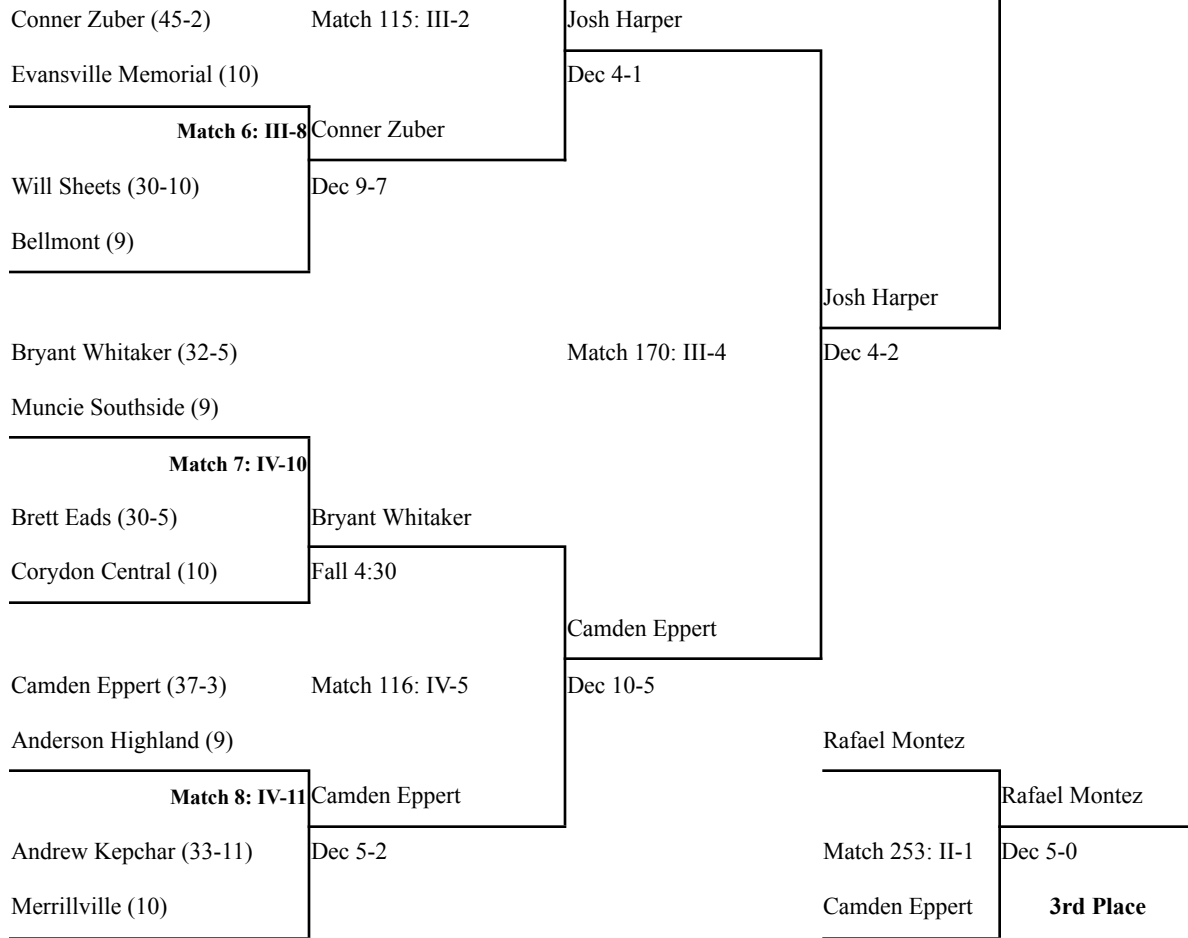 Conner Zuber (45-2) Match 115: III-2 Josh Harper
Evansville Memorial (10) Dec 4-1
Match 6: III-8 Conner Zuber
Will Sheets (30-10) Dec 9-7
Bellmont (9)
Josh Harper
Bryant Whitaker (32-5) Match 170: III-4 Dec 4-2
Muncie Southside (9)
Match 7: IV-10
Brett Eads (30-5) Bryant Whitaker
Corydon Central (10) Fall 4:30
Camden Eppert
Camden Eppert (37-3) Match 116: IV-5 Dec 10-5
Anderson Highland (9) Rafael Montez
Match 8: IV-11 Camden Eppert Rafael Montez
Andrew Kepchar (33-11) Dec 5-2 Match 253: II-1 Dec 5-0
Merrillville (10) Camden Eppert 3rd Place